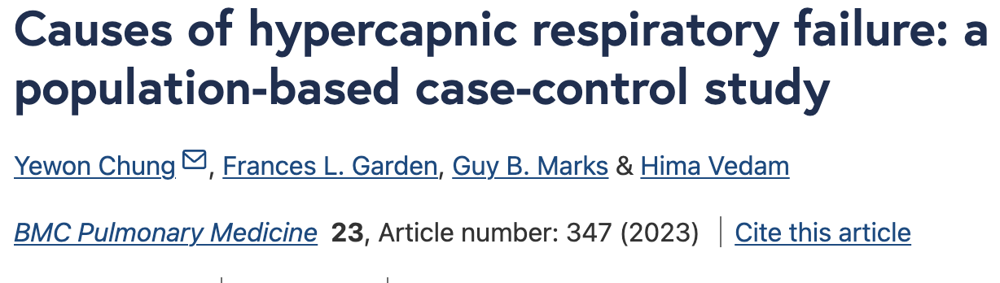 Causes of hypercapnic respiratory failure: a
population-based case-control study
Yewon Chung, Frances L. Garden, Guy B. Marks & Hima Vedam
BMC Pulmonary Medicine 23, Article number: 347 (2023) | Cite this article